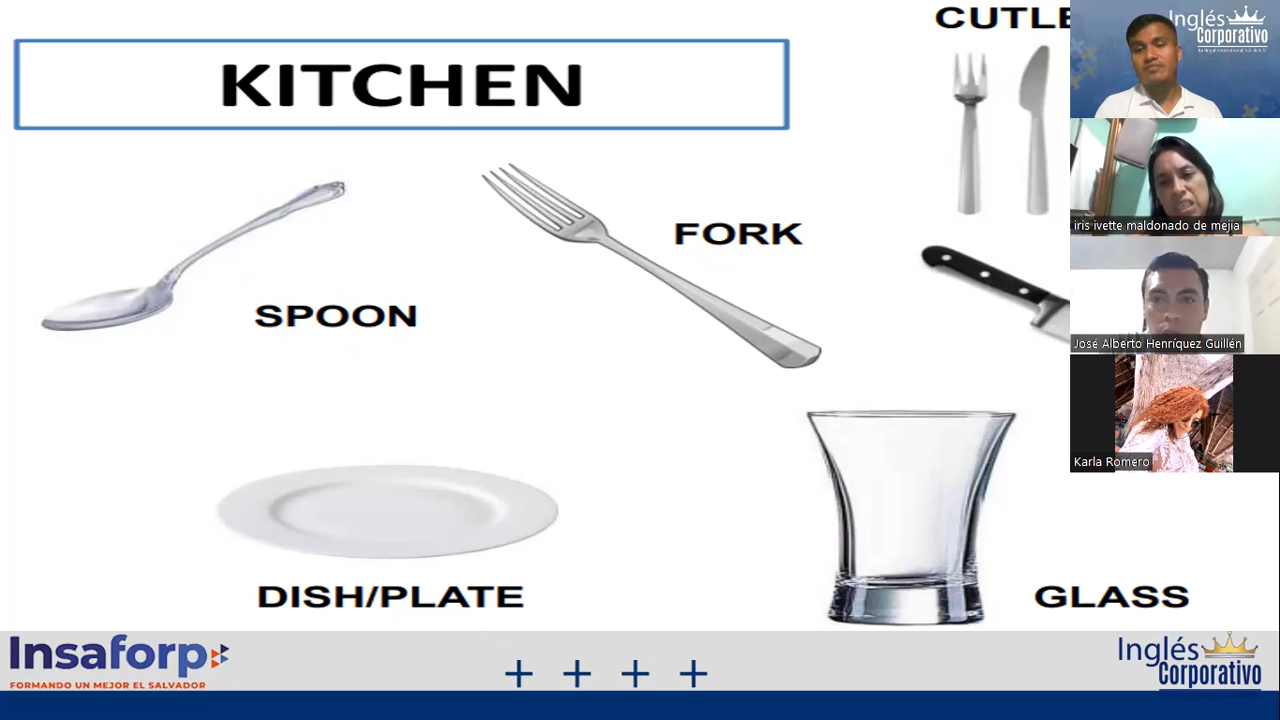 CUTLE
KITCHEN
FORK
SPOON
DISH/PLATE
GLASS
Inglés
Corporativo
iris ivette maldonado de mejia
José Alberto Henríquez Guillén
Karla Romero
Insaforp
FORMANDO UN MEJOR EL SALVADOR
Inglés
Corporativo